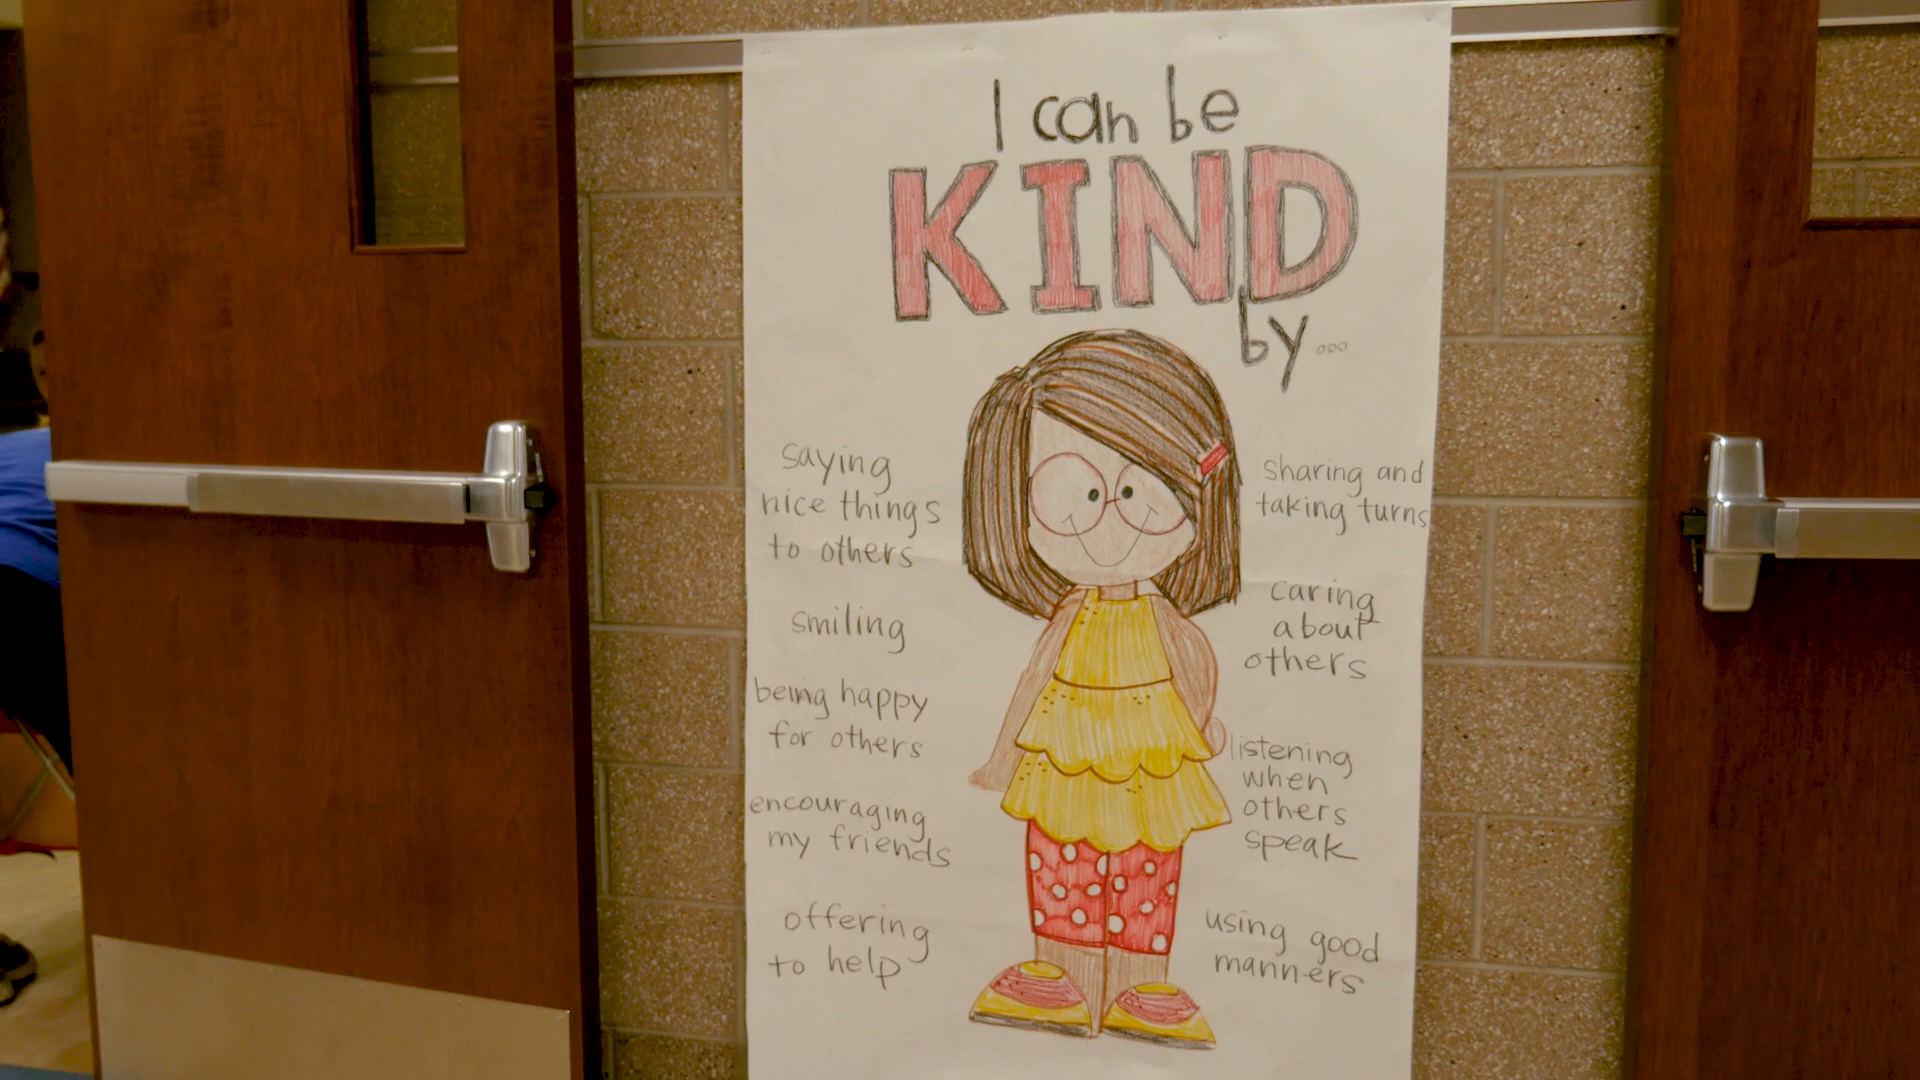 I can be
KIND
by...
saying
nice things
to others
smiling
being happy
for others
encouraging
my friends
offering
to help
sharing and
taking turns
caring
about
others
listening
when
others
speak
using good
manners